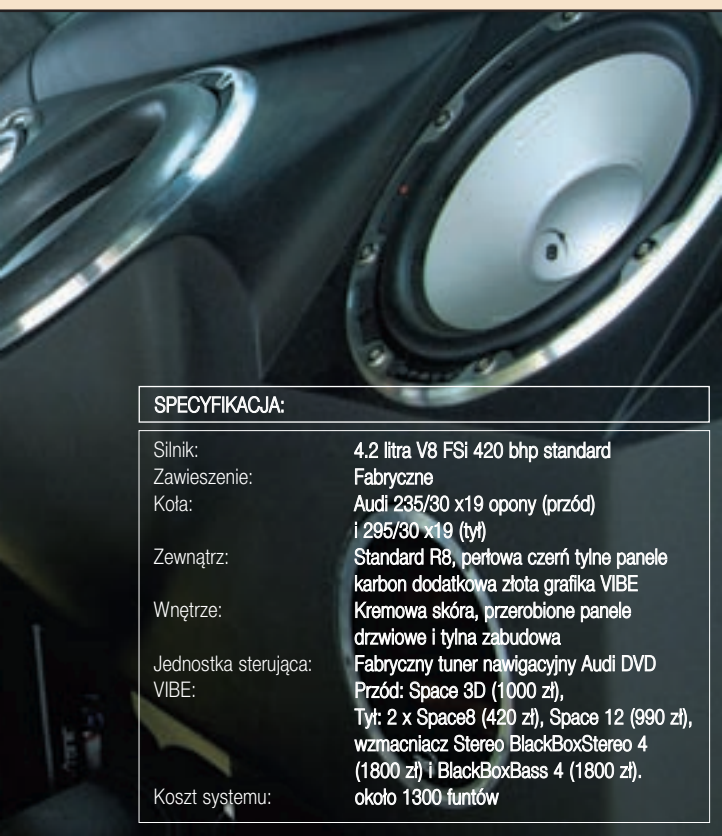 SPECYFIKACJA:
Silnik: 4.2 litra V8 FSi 420 bhp standard
Zawieszenie: Fabryczne
Koła: Audi 235/30 x19 opony (przód)
i 295/30 x19 (tył)
Zewnątrz: Standard R8, perłowa czerń tylne panele
karbon dodatkowa złota grafika VIBE
Wnętrze: Kremowa skóra, przerobione panele
drzwiowe i tylna zabudowa
Jednostka sterująca: Fabryczny tuner nawigacyjny Audi DVD
VIBE: Przód: Space 3D (1000 zł),
Tył: 2 x Space8 (420 zł), Space 12 (990 zł),
wzmacniacz Stereo BlackBoxStereo 4
(1800 zł) i BlackBoxBass 4 (1800 zł).
Koszt systemu: około 1300 funtów